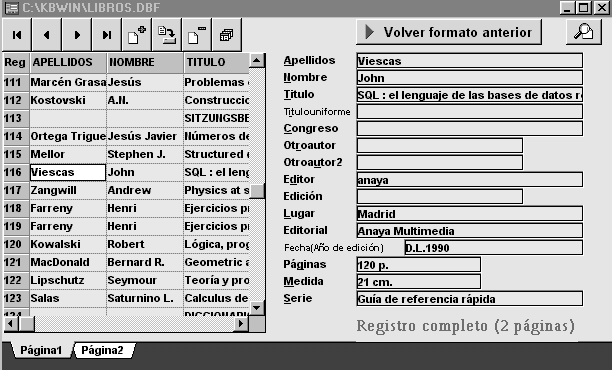 C:\KBWIN\LIBROS.DBF
Volver formato anterior
Reg APELLIDOS NOMBRE TITULO
111 Marcén Grasa Jesús Problemas
112 Kostovski A.N. Construcci
113 SITZUNGSBE
114 Ortega Trigue Jesús Javier Números de
115 Mellor Stephen J. Structured
116 Viescas John SQL : el leng
117 Zangwill Andrew Physics at s
118 Farreny Henri Ejercicios pr
119 Farreny Henri Ejercicios pr
120 Kowalski Robert Lógica, prog
121 MacDonald Bernard R. Geometric a
122 Lipschutz Seymour Teoría y pro
123 Salas Saturnino L. Calculus de
124 DICCIONARI
Apellidos Viescas
Nombre John
Titulo SQL : el lenguaje de las bases de datos re
Titulouniforme
Congreso
Otroautor
Otroautor2
Editor anaya
Edición
Lugar Madrid
Editorial Anaya Multimedia
Fecha(Año de edición) D.L.1990
Páginas 120 p.
Medida 21 cm.
Serie Guía de referencia rápida
Registro completo (2 páginas)
Página1 Página2